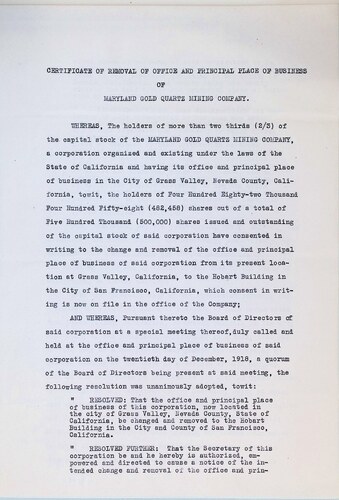 CERTIFICATE OF REMOVAL OF OFFICE AND PRINCIPAL PLACE OF BUSINESS
OF
MARYLAND GOLD QUARTZ MINING COMPANY.
WHEREAS, The holders of more than two thirds (2/3) of
the capital stock of the MARYLAND GOLD QUARTZ MINING COMPANY,
a corporation organized and existing under the laws of the
State of California and having its office and principal place
of business in the City of Grass Valley, Nevada County, Cali-
fornia, towit, the holders of Four Hundred Eighty-two Thousand
Four Hundred Fifty-eight (482,458) shares out of a total of
Five Hundred Thousand (500,000) shares issued and outstanding
of the capital stock of said corporation have consented in
writing to the change and removal of the office and principal
place of business of said corporation from its present loca-
tion at Grass Valley, California, to the Hobart Building in
the City of San Francisco, California, which consent in writ-
ing is now on file in the office of the Company;
AND WHEREAS, Pursuant thereto the Board of Directors of
said corporation at a special meeting thereof,duly called and
held at the office and principal place of business of said
corporation on the twentieth day of December, 1918, a quorum
of the Board of Directors being present at said meeting, the
following resolution was unanimously adopted, towit:
" RESOLVED: That the office and principal place
of business of this corporation, now located in
the city of Grass Valley, Nevada County, State of
California, be changed and removed to the Hobart
Building in the City and County of San Francisco,
California.
" RESOLVED FURTHER: That the Secretary of this
corporation be and he hereby is authorized, em-
powered and directed to cause a notice of the in-
tended change and removal of the office and prin-